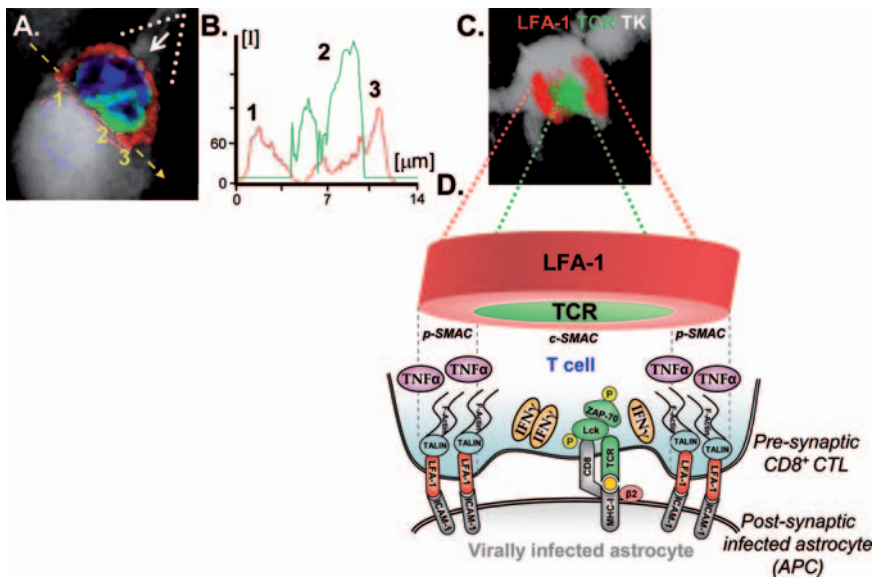 A.
1
2
3
B.
[I]
2
3
1
60
0
[µm]
0
7
14
C.
LFA-1 TCR TK
D.
LFA-1
TCR
p-SMAC
c-SMAC
p-SMAC
T cell
TNFα
TNFα
TNFα
TNFα
F-Actin
F-Actin
F-Actin
TALIN
TALIN
TALIN
TALIN
LFA-1
LFA-1
LFA-1
LFA-1
ICAM-1
ICAM-1
ICAM-1
ICAM-1
IFNγ
IFNγ
IFNγ
P
ZAP-70
Lck
P
CD8
TCR
MHC-I
β2
Pre-synaptic
CD8+ CTL
Post-synaptic
infected astrocyte
(APC)
Virally infected astrocyte